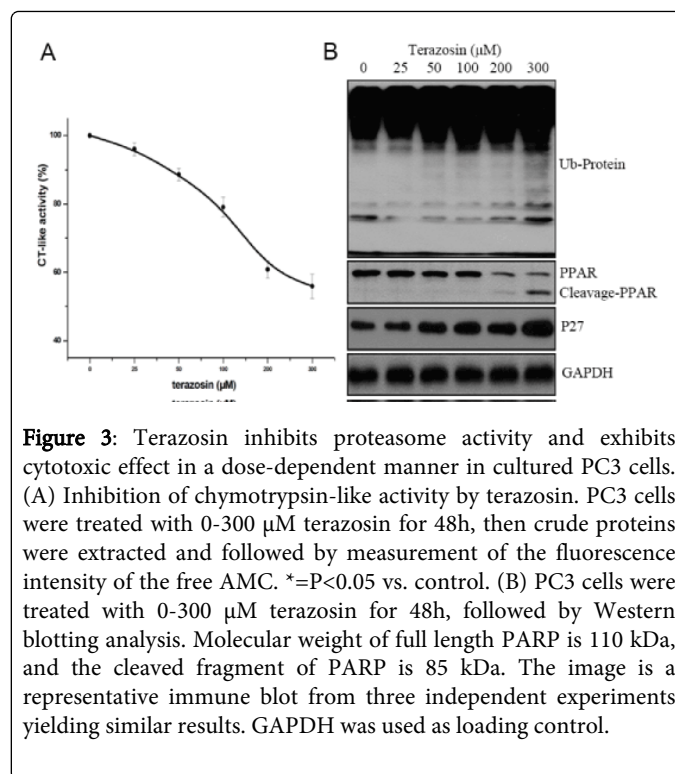 A
B
Terazosin (μM)
0 25 50 100 200 300
100
80
60
40
CT-like activity (%)
0 25 50 100 200 300
terazosin (μM)
Ub-Protein
PPAR
Cleavage-PPAR
P27
GAPDH
Figure 3: Terazosin inhibits proteasome activity and exhibits
cytotoxic effect in a dose-dependent manner in cultured PC3 cells.
(A) Inhibition of chymotrypsin-like activity by terazosin. PC3 cells
were treated with 0-300 μM terazosin for 48h, then crude proteins
were extracted and followed by measurement of the fluorescence
intensity of the free AMC. *=P<0.05 vs. control. (B) PC3 cells were
treated with 0-300 μM terazosin for 48h, followed by Western
blotting analysis. Molecular weight of full length PARP is 110 kDa,
and the cleaved fragment of PARP is 85 kDa. The image is a
representative immune blot from three independent experiments
yielding similar results. GAPDH was used as loading control.